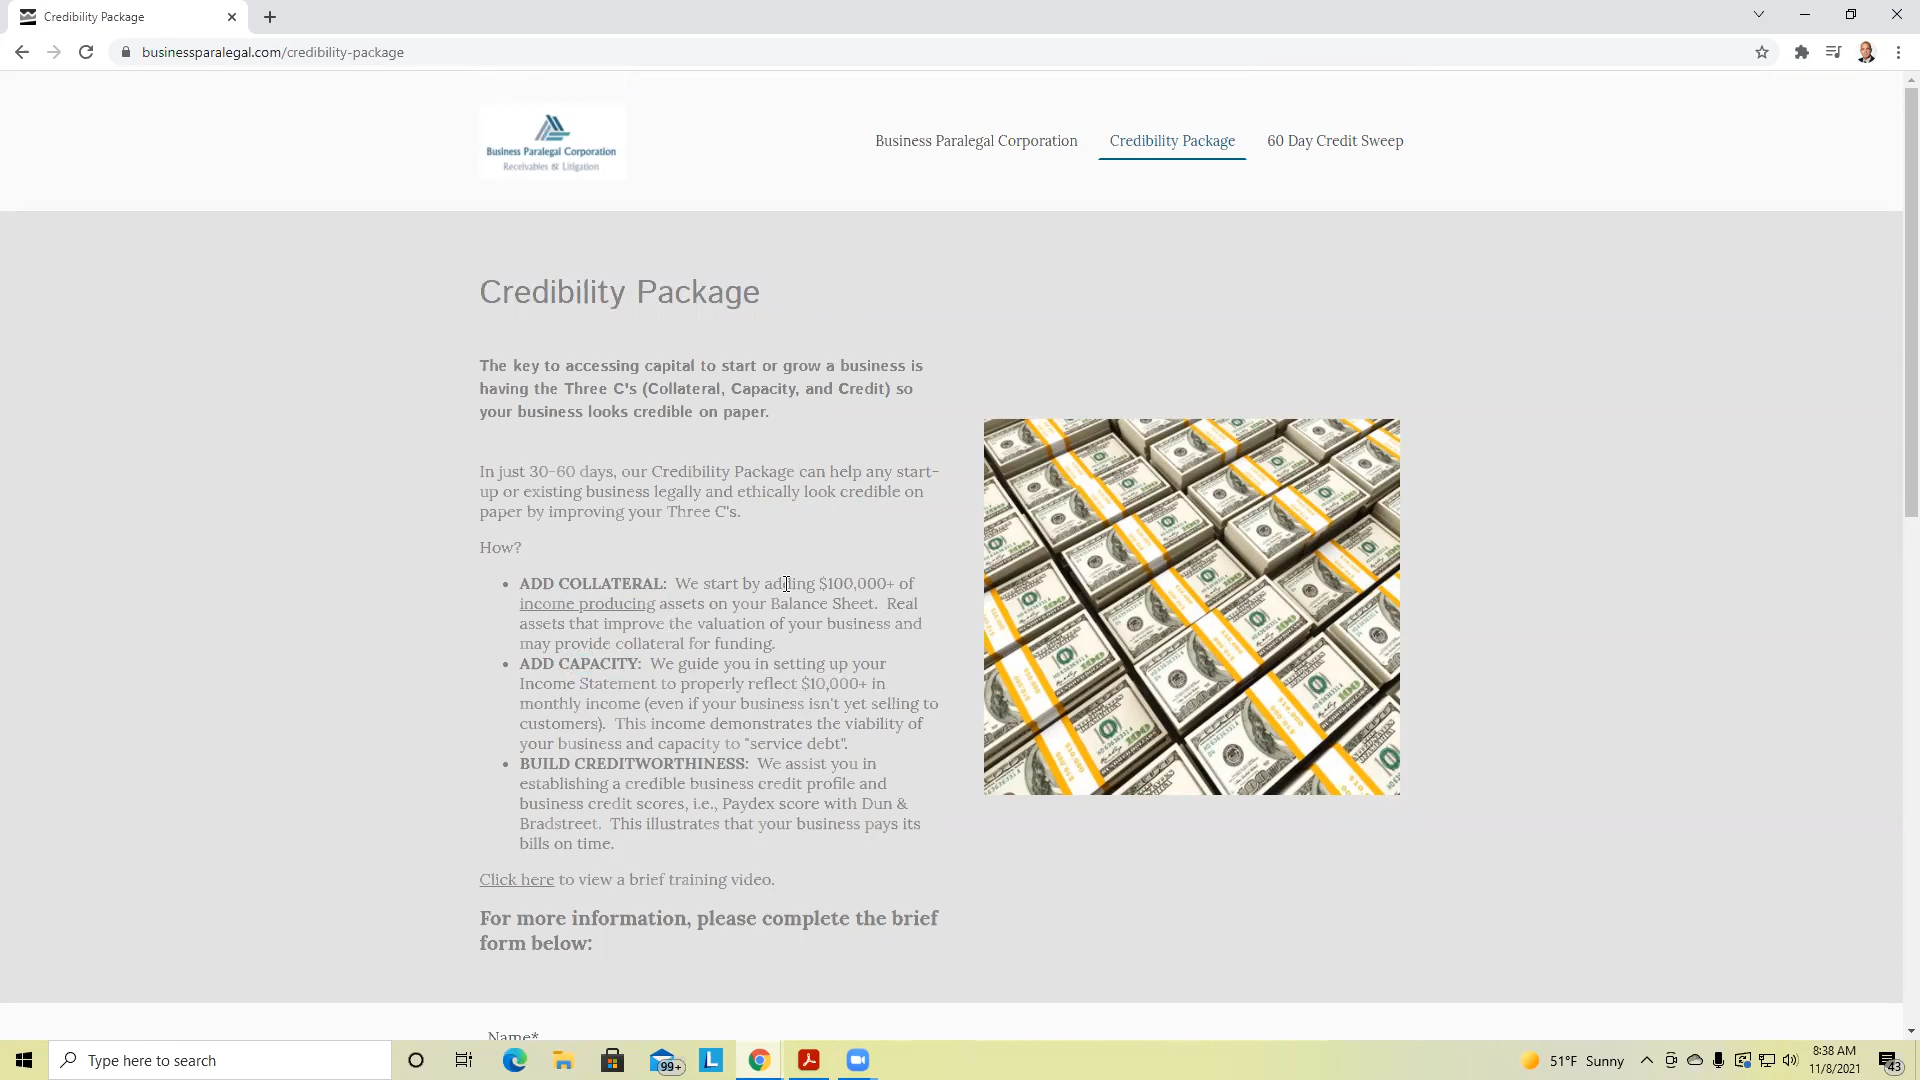 Credibility Package
businessparalegal.com/credibility-package
Business Paralegal Corporation
Receivables & Litigation
Business Paralegal Corporation
Credibility Package
60 Day Credit Sweep
Credibility Package
The key to accessing capital to start or grow a business is
having the Three C's (Collateral, Capacity, and Credit) so
your business looks credible on paper.
In just 30-60 days, our Credibility Package can help any start-
up or existing business legally and ethically look credible on
paper by improving your Three C's.
How?
ADD COLLATERAL: We start by adding $100,000+ of
income producing assets on your Balance Sheet. Real
assets that improve the valuation of your business and
may provide collateral for funding.
ADD CAPACITY: We guide you in setting up your
Income Statement to properly reflect $10,000+ in
monthly income (even if your business isn't yet selling to
customers). This income demonstrates the viability of
your business and capacity to "service debt".
BUILD CREDITWORTHINESS: We assist you in
establishing a credible business credit profile and
business credit scores, i.e., Paydex score with Dun &
Bradstreet. This illustrates that your business pays its
bills on time.
Click here to view a brief training video.
For more information, please complete the brief
form below:
Name*
Type here to search
99+
L
51°F Sunny
8:38 AM
11/8/2021
43